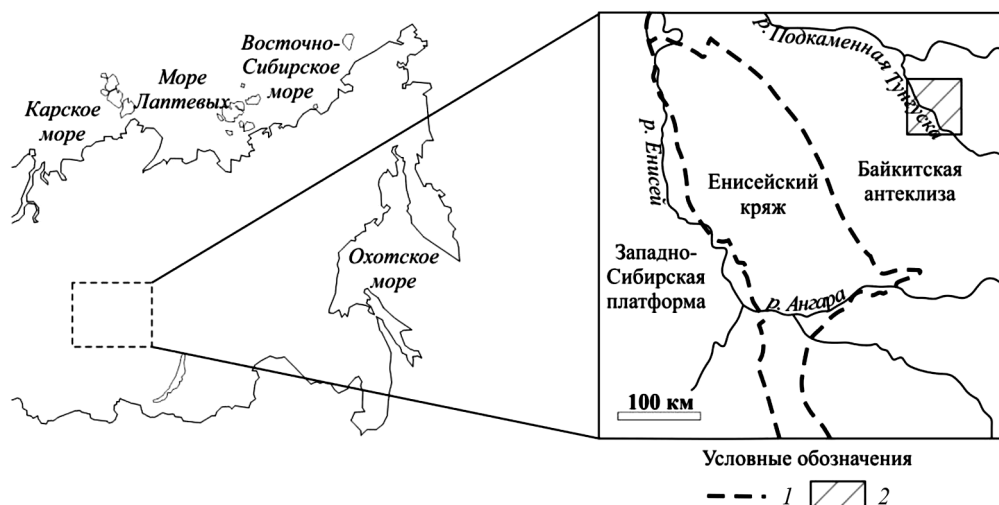 Восточно-
Сибирское
море
Море
Лаптевых
Карское
море
Охотское
море
р. Подкаменная Тунгуска
р. Енисей
Енисейский
кряж
Байкитская
антеклиза
Западно-
Сибирская
платформа
р. Ангара
100 км
Условные обозначения
1 2